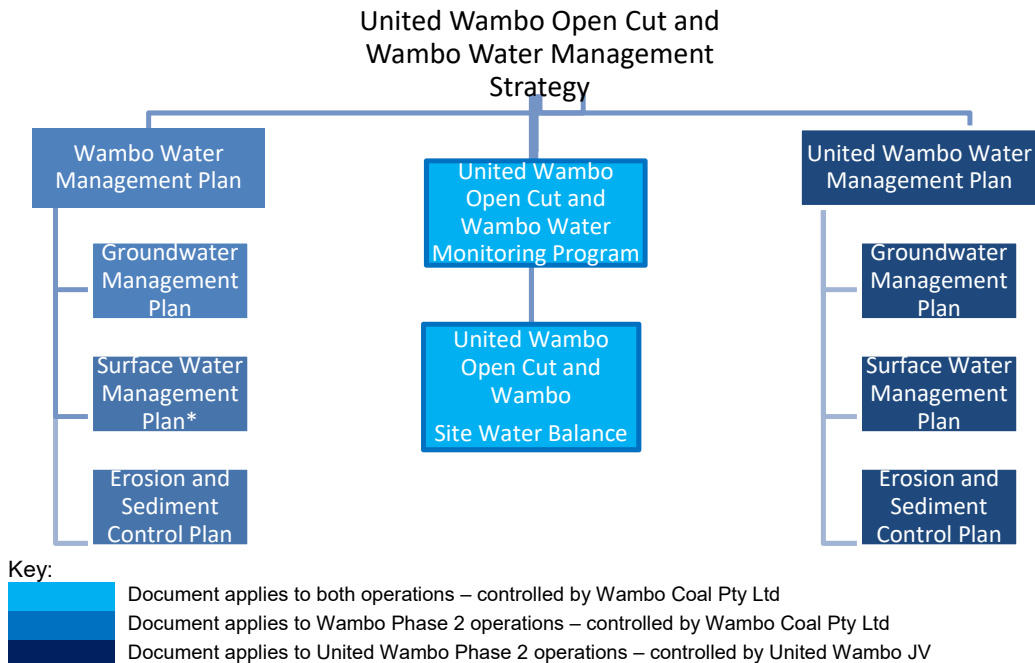 United Wambo Open Cut and
Wambo Water Management
Strategy
Wambo Water
Management Plan
Groundwater
Management
Plan
Surface Water
Management
Plan*
Erosion and
Sediment
Control Plan
United Wambo
Open Cut and
Wambo Water
Monitoring Program
United Wambo
Open Cut and
Wambo
Site Water Balance
United Wambo Water
Management Plan
Groundwater
Management
Plan
Surface Water
Management
Plan
Erosion and
Sediment
Control Plan
Key:
Document applies to both operations – controlled by Wambo Coal Pty Ltd
Document applies to Wambo Phase 2 operations – controlled by Wambo Coal Pty Ltd
Document applies to United Wambo Phase 2 operations – controlled by United Wambo JV